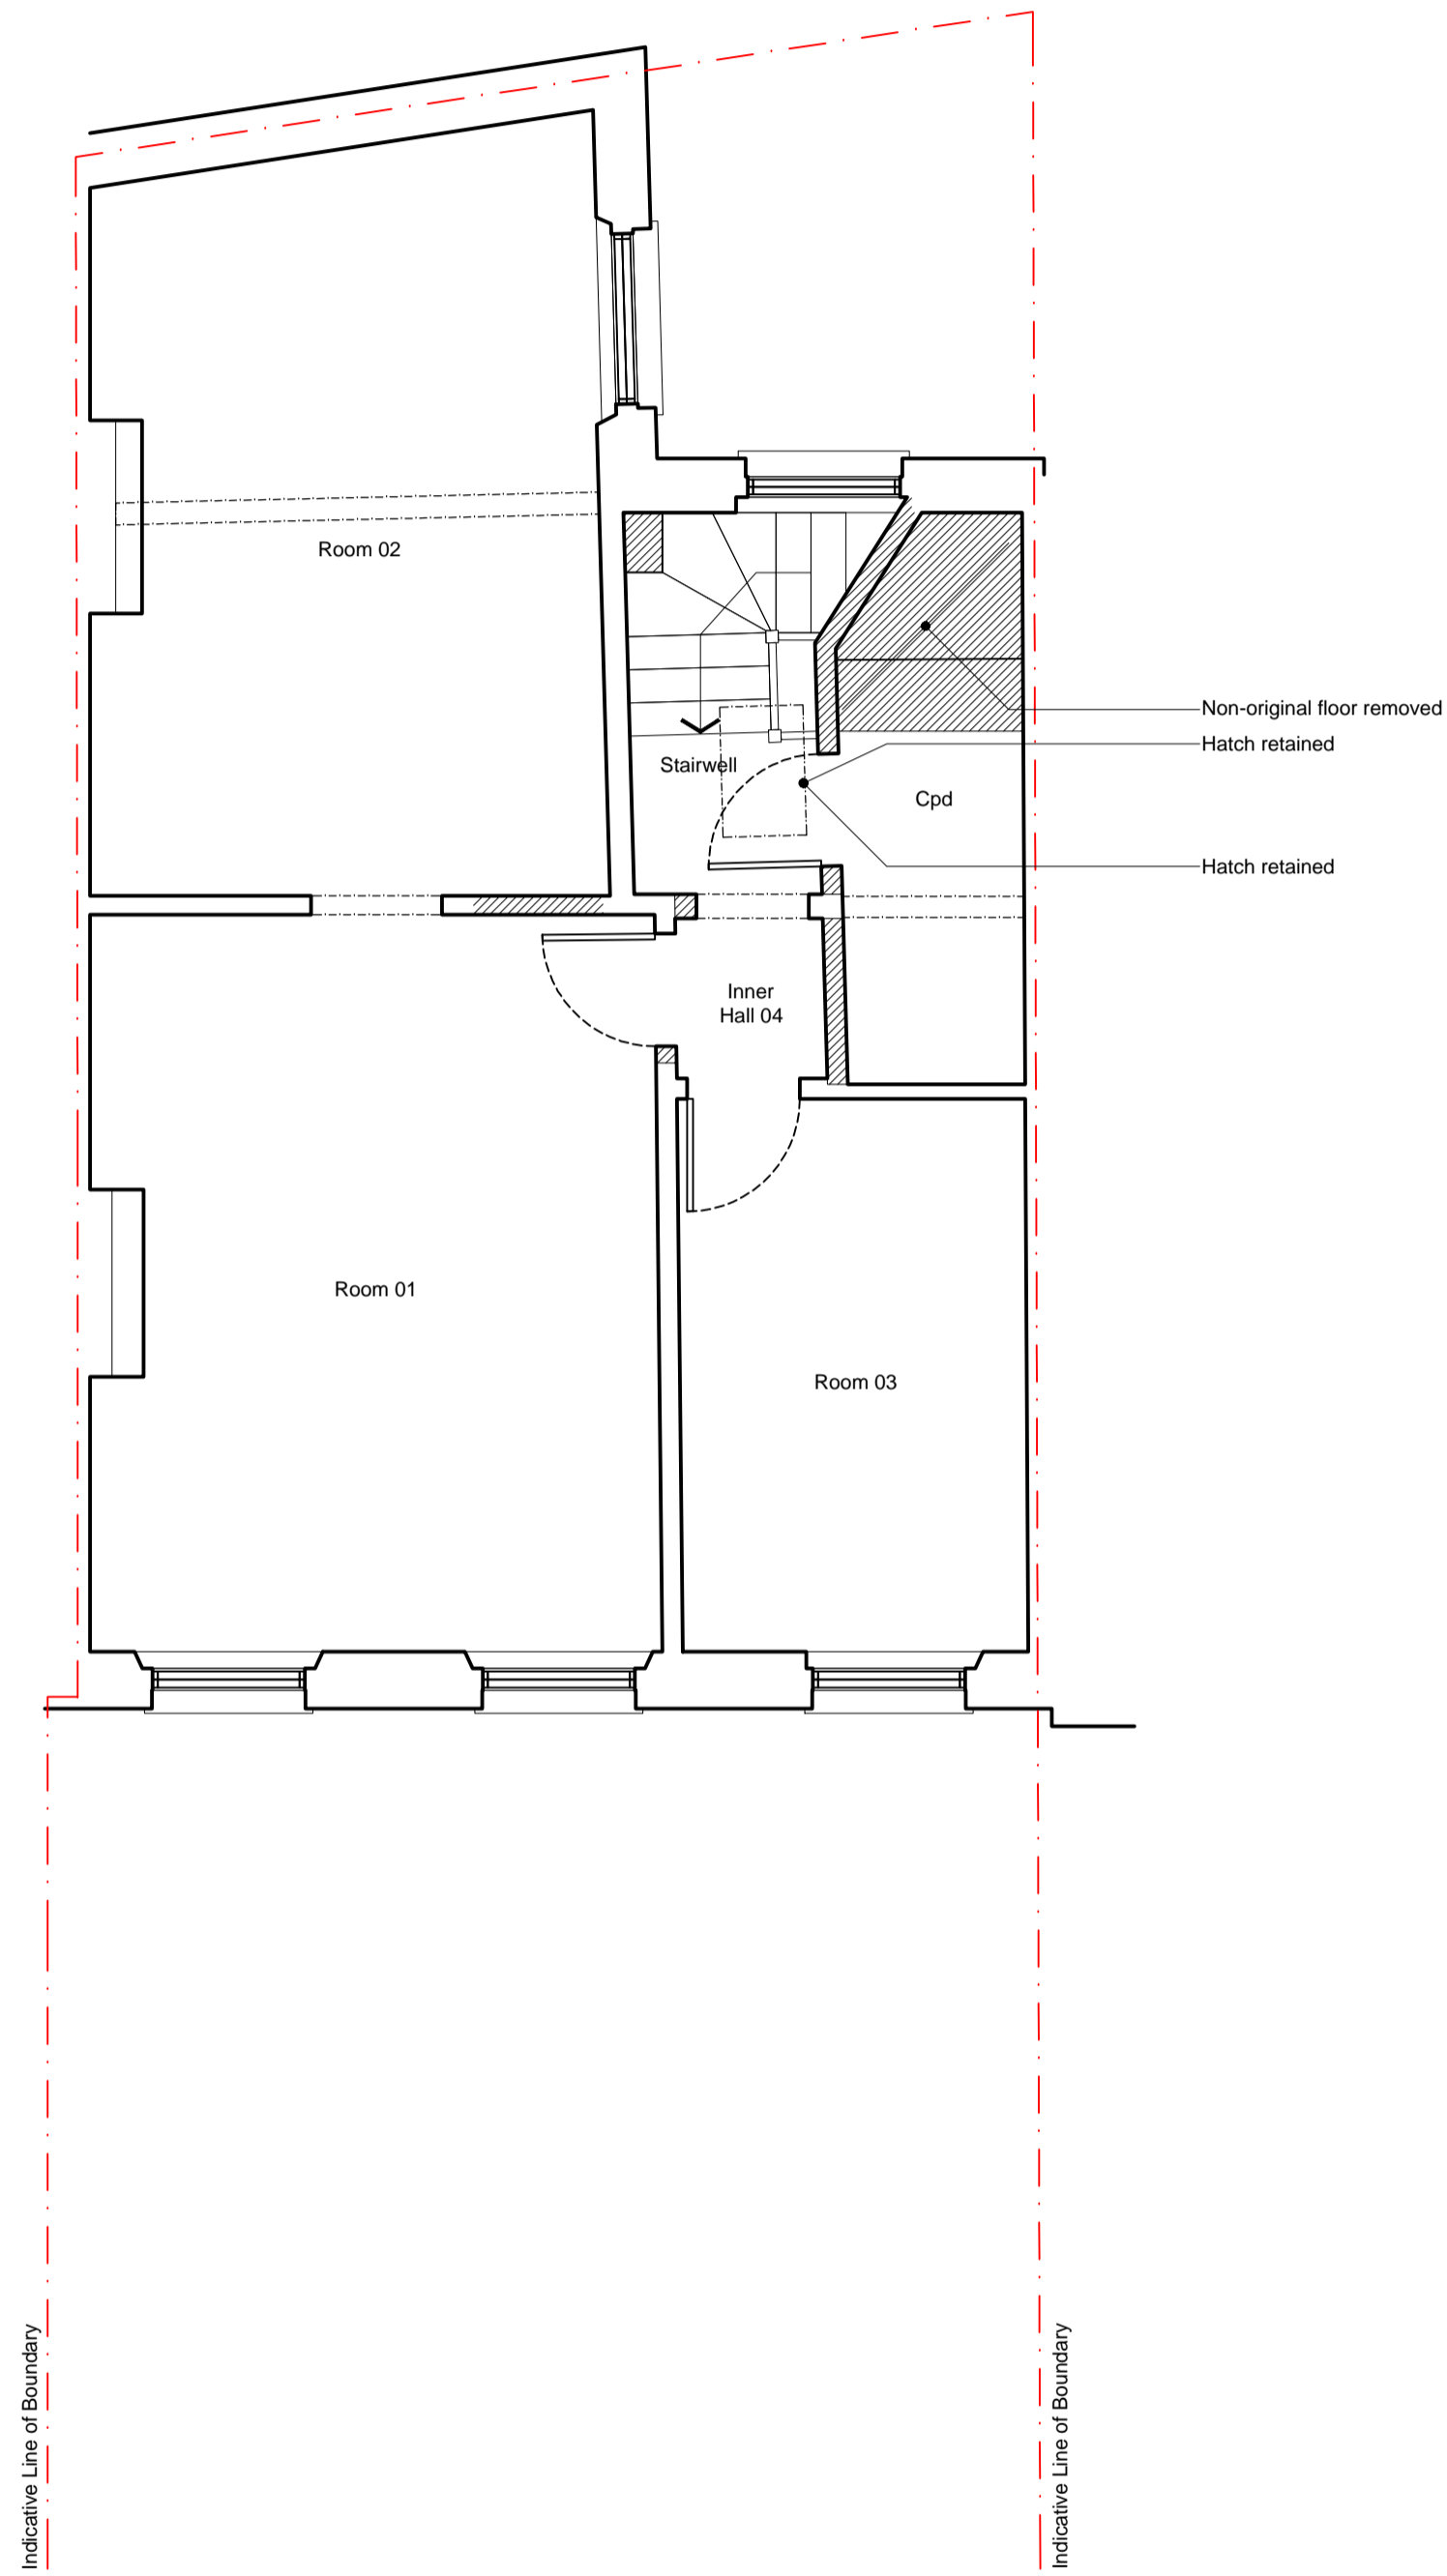 Room 02
Non-original floor removed
Hatch retained
Stairwell
Cpd
Hatch retained
Inner
Hall 04
Room 01
Room 03
Indicative Line of Boundary
Indicative Line of Boundary